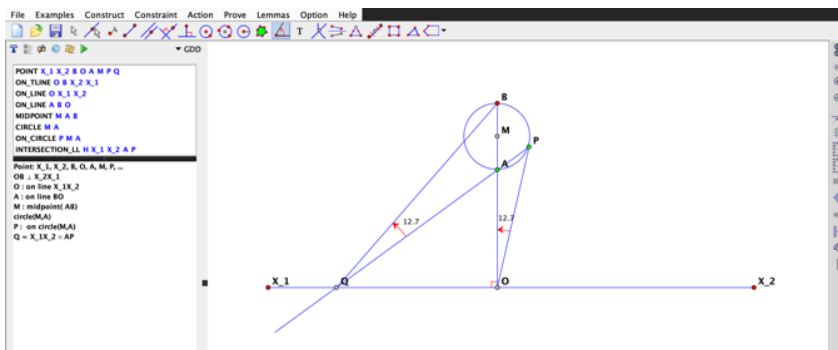 File Examples Construct Constraint Action Prove Lemmas Option Help
T
GDD
POINT X_1 X_2 B O A M P Q
ON_TLINE O B X_2 X_1
ON_LINE O X_1 X_2
ON_LINE A B O
MIDPOINT M A B
CIRCLE M A
ON_CIRCLE P M A
INTERSECTION_LL H X_1 X_2 A P
Point: X_1, X_2, B, O, A, M, P, ...
OB ⊥ X_2X_1
O : on line X_1X_2
A : on line BO
M : midpoint( AB)
circle(M,A)
P : on circle(M,A)
Q = X_1X_2 ∩ AP
B
M
P
A
12.7
12.7
X_1
Q
O
X_2